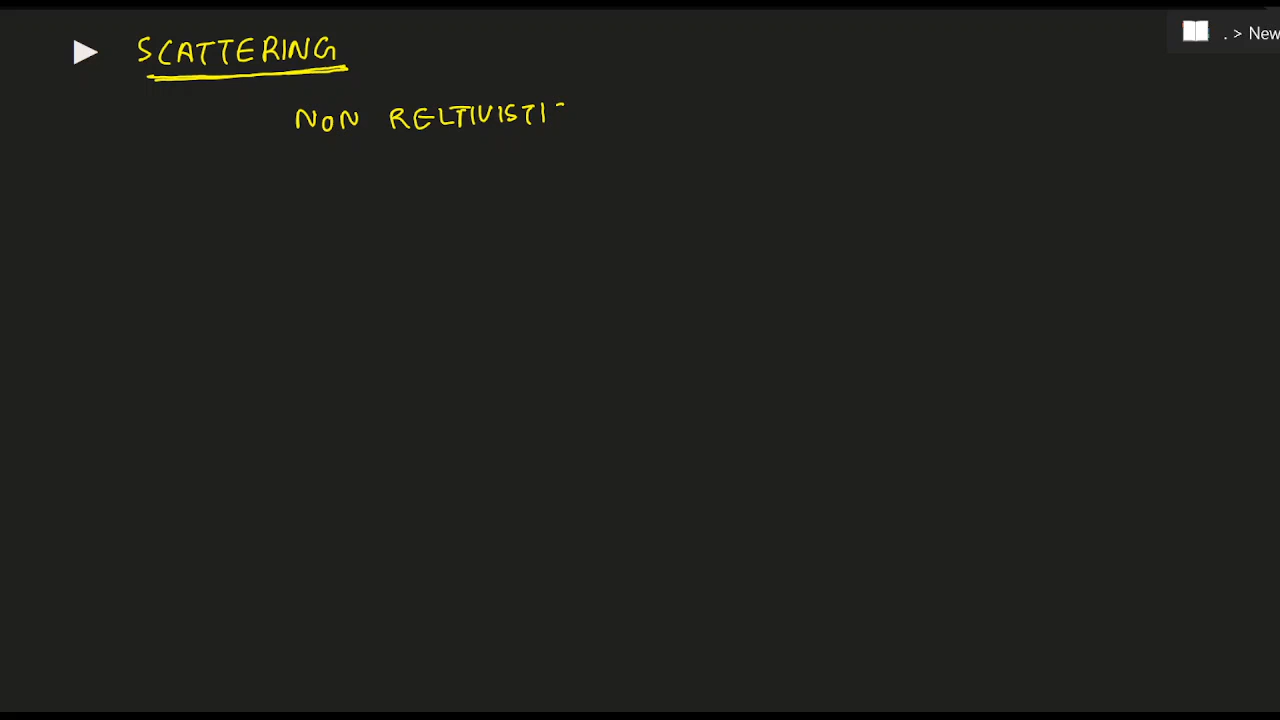 SCATTERING
. > New
NON RELTIVISTI